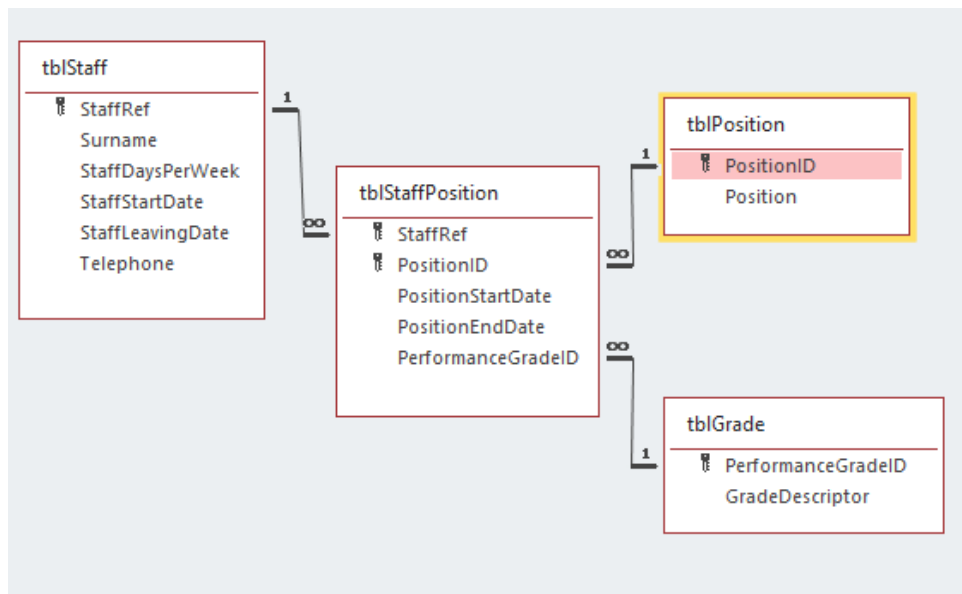 tblStaff
StaffRef
Surname
StaffDaysPerWeek
StaffStartDate
StaffLeavingDate
Telephone
1
∞
tblStaffPosition
StaffRef
PositionID
PositionStartDate
PositionEndDate
PerformanceGradeID
1
∞
tblPosition
PositionID
Position
∞
1
tblGrade
PerformanceGradeID
GradeDescriptor